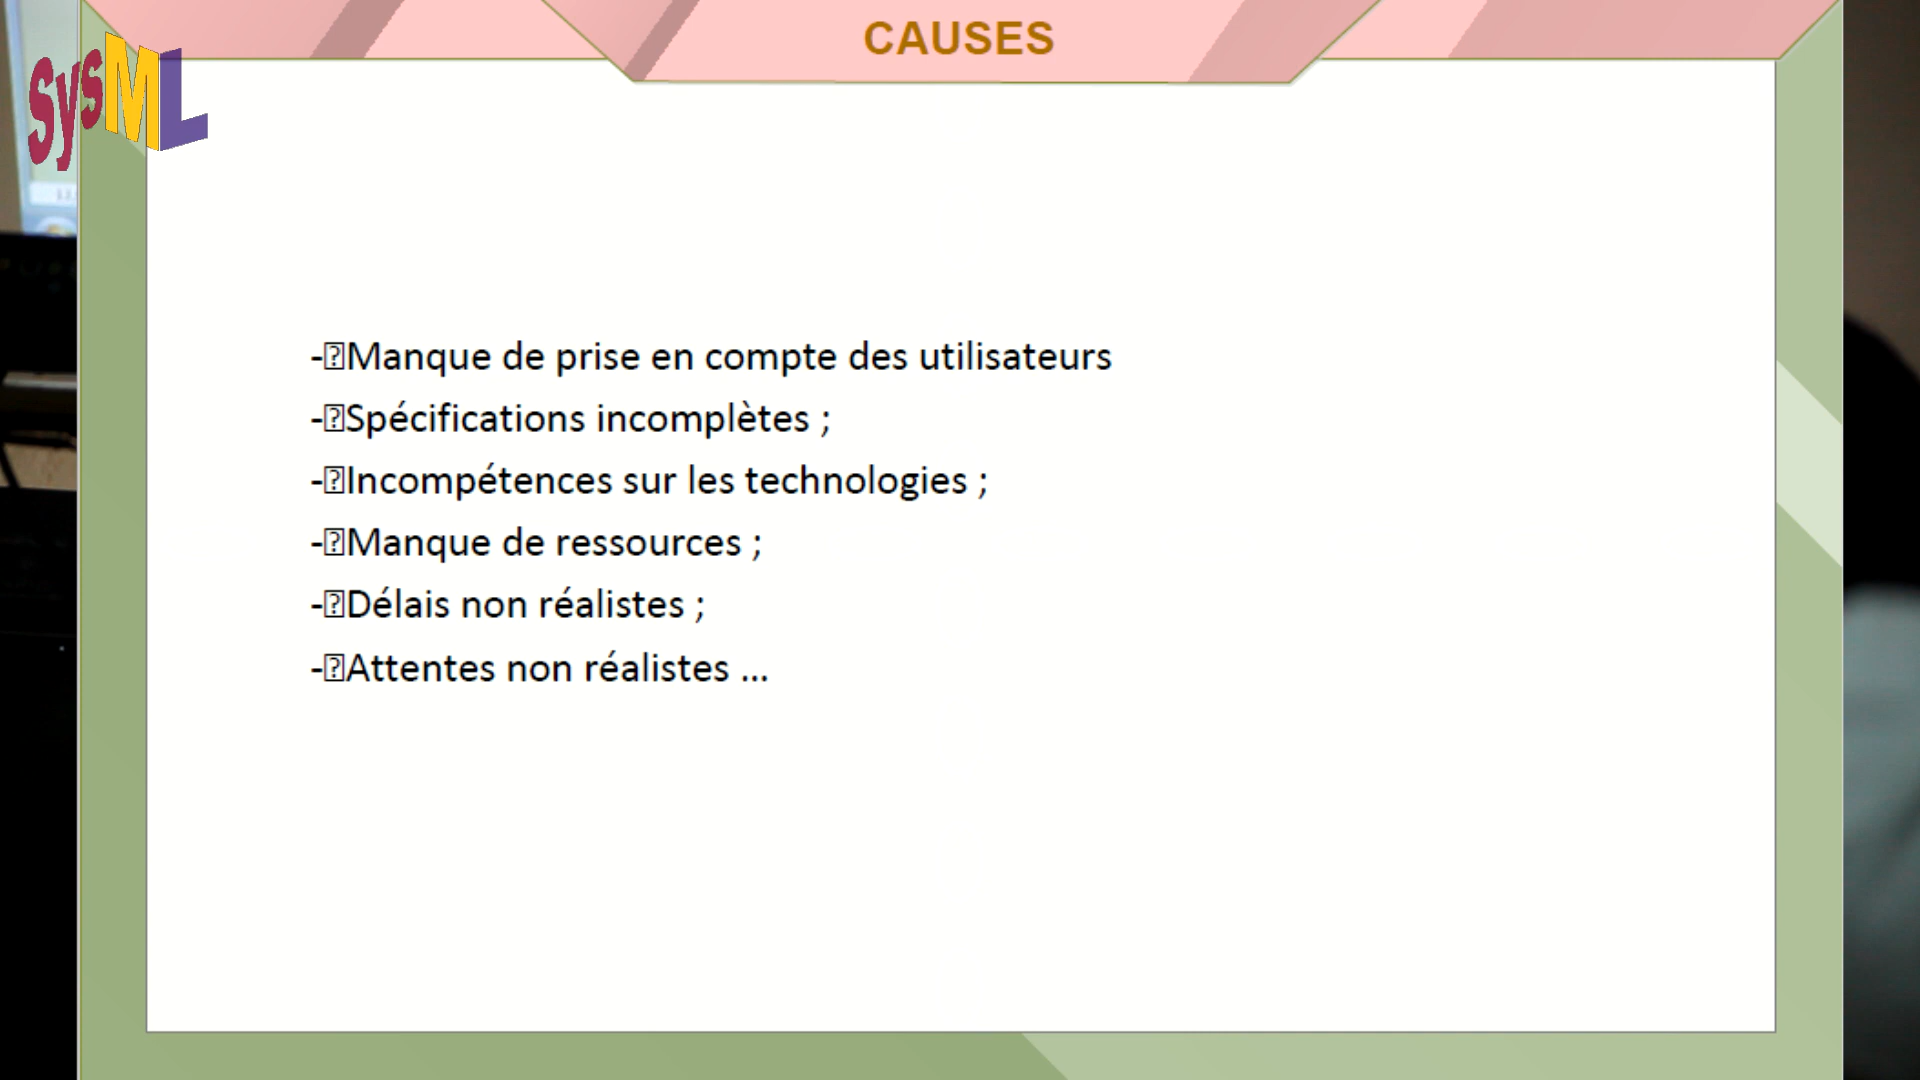 CAUSES
SysML
-⍰Manque de prise en compte des utilisateurs
-⍰Spécifications incomplètes ;
-⍰Incompétences sur les technologies ;
-⍰Manque de ressources ;
-⍰Délais non réalistes ;
-⍰Attentes non réalistes ...